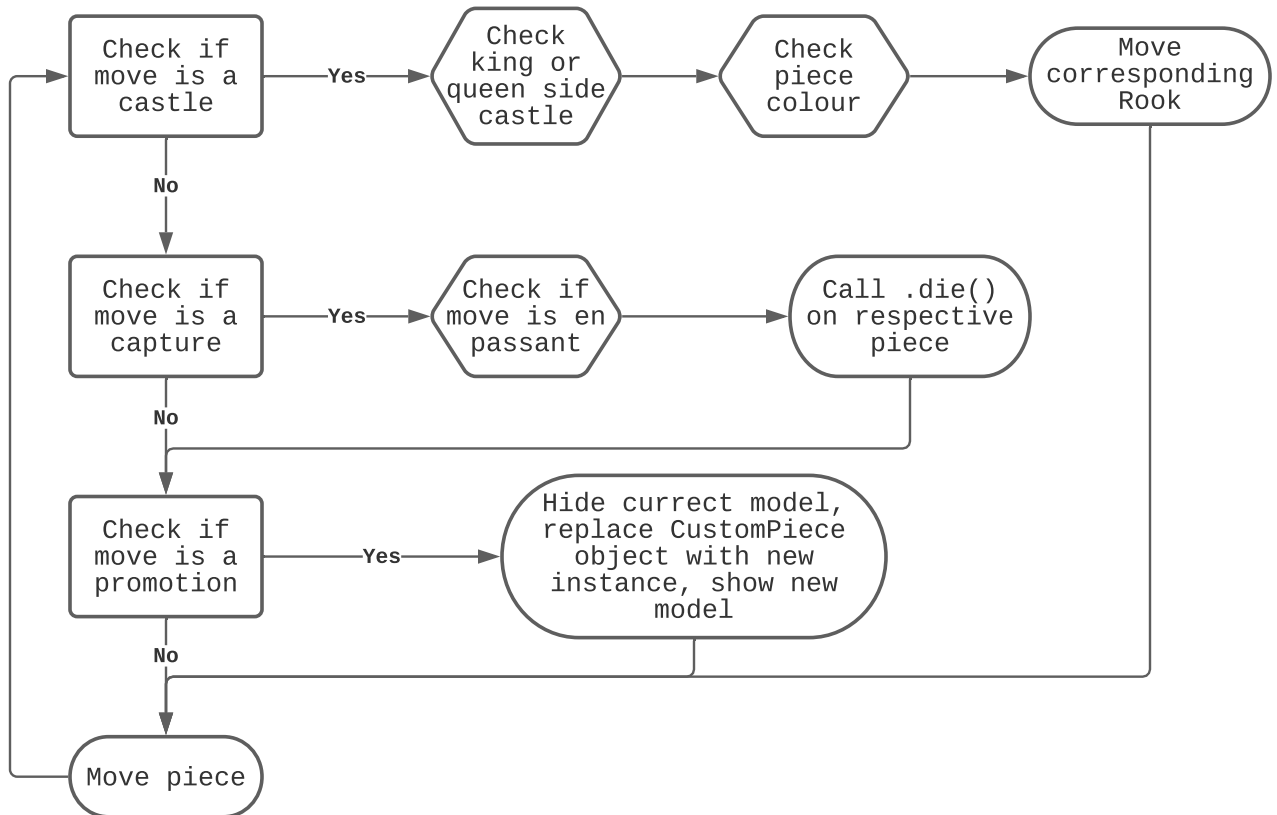 Check if
move is a
castle
Yes
Check
king or
queen side
castle
Check
piece
colour
Move
corresponding
Rook
No
Check if
move is a
capture
Yes
Check if
move is en
passant
Call .die()
on respective
piece
No
Check if
move is a
promotion
Yes
Hide currect model,
replace CustomPiece
object with new
instance, show new
model
No
Move piece